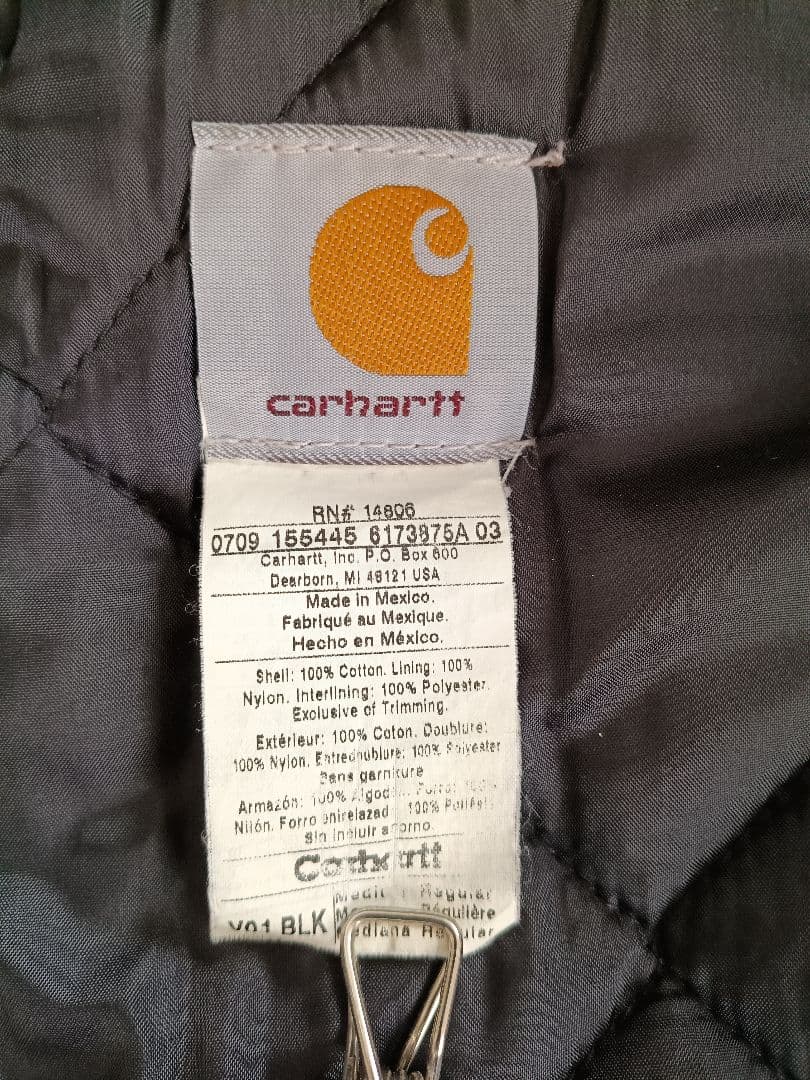 carhartt
RN# 14806
0709 155445 6173875A 03
Carhartt, Inc. P.O. Box 600
Dearborn, MI 48121 USA
Made in Mexico.
Fabriqué au Mexique.
Hecho en México.
Shell: 100% Cotton. Lining: 100%
Nylon. Interlining: 100% Polyester.
Exclusive of Trimming.
Extérieur: 100% Coton. Doublure:
100% Nylon. Entredoublure: 100% Polyester
Sans garniture
Armazón: 100%
Nilón. Forro 100%
Sin incluir
Carhartt
Regular
BLK Régulière